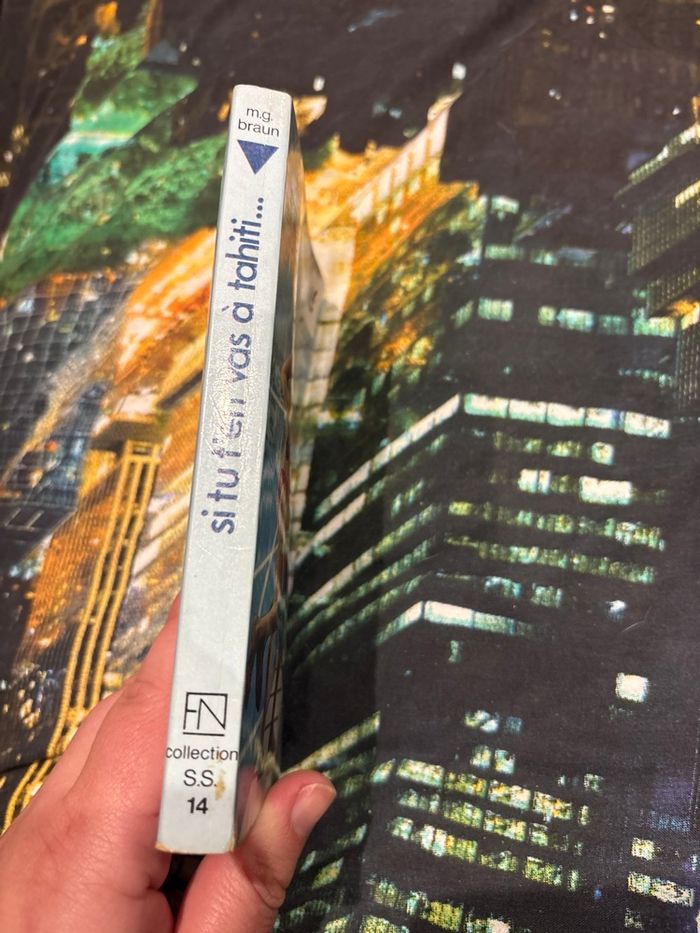 m.g.
braun
si tu t'en vas à tahiti...
FN
collection
S.S.
14